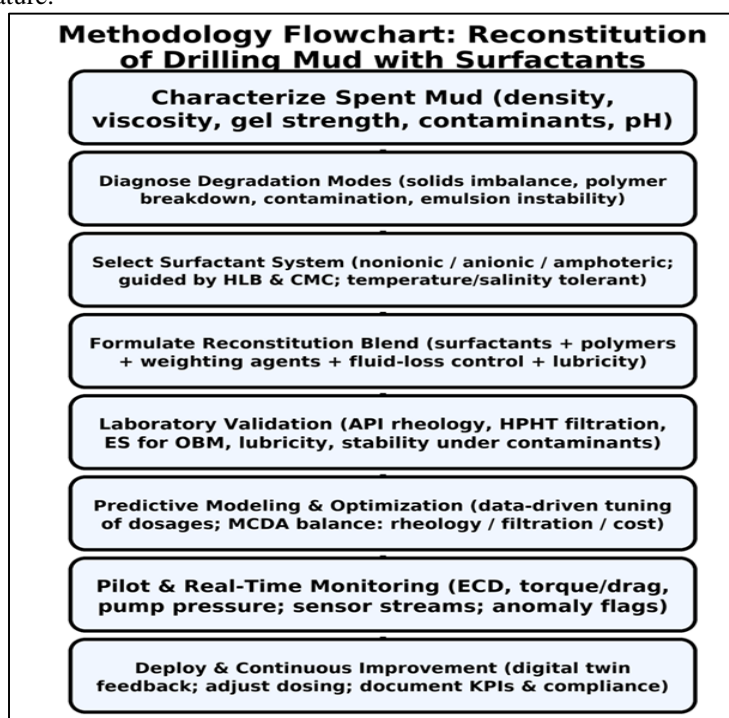 Methodology Flowchart: Reconstitution
of Drilling Mud with Surfactants
Characterize Spent Mud (density,
viscosity, gel strength, contaminants, pH)
Diagnose Degradation Modes (solids imbalance, polymer
breakdown, contamination, emulsion instability)
Select Surfactant System (nonionic / anionic / amphoteric;
guided by HLB & CMC; temperature/salinity tolerant)
Formulate Reconstitution Blend (surfactants + polymers
+ weighting agents + fluid-loss control + lubricity)
Laboratory Validation (API rheology, HPHT filtration,
ES for OBM, lubricity, stability under contaminants)
Predictive Modeling & Optimization (data-driven tuning
of dosages; MCDA balance: rheology / filtration / cost)
Pilot & Real-Time Monitoring (ECD, torque/drag,
pump pressure; sensor streams; anomaly flags)
Deploy & Continuous Improvement (digital twin
feedback; adjust dosing; document KPIs & compliance)